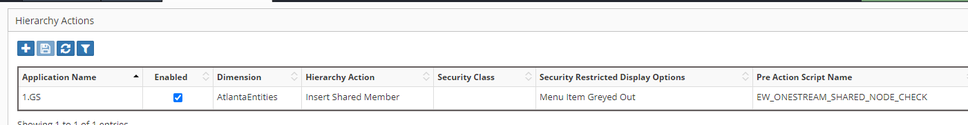 Hierarchy Actions
Application Name Enabled Dimension Hierarchy Action Security Class Security Restricted Display Options Pre Action Script Name
1.GS AtlantaEntities Insert Shared Member Menu Item Greyed Out EW_ONESTREAM_SHARED_NODE_CHECK
Showing 1 to 1 of 1 entries